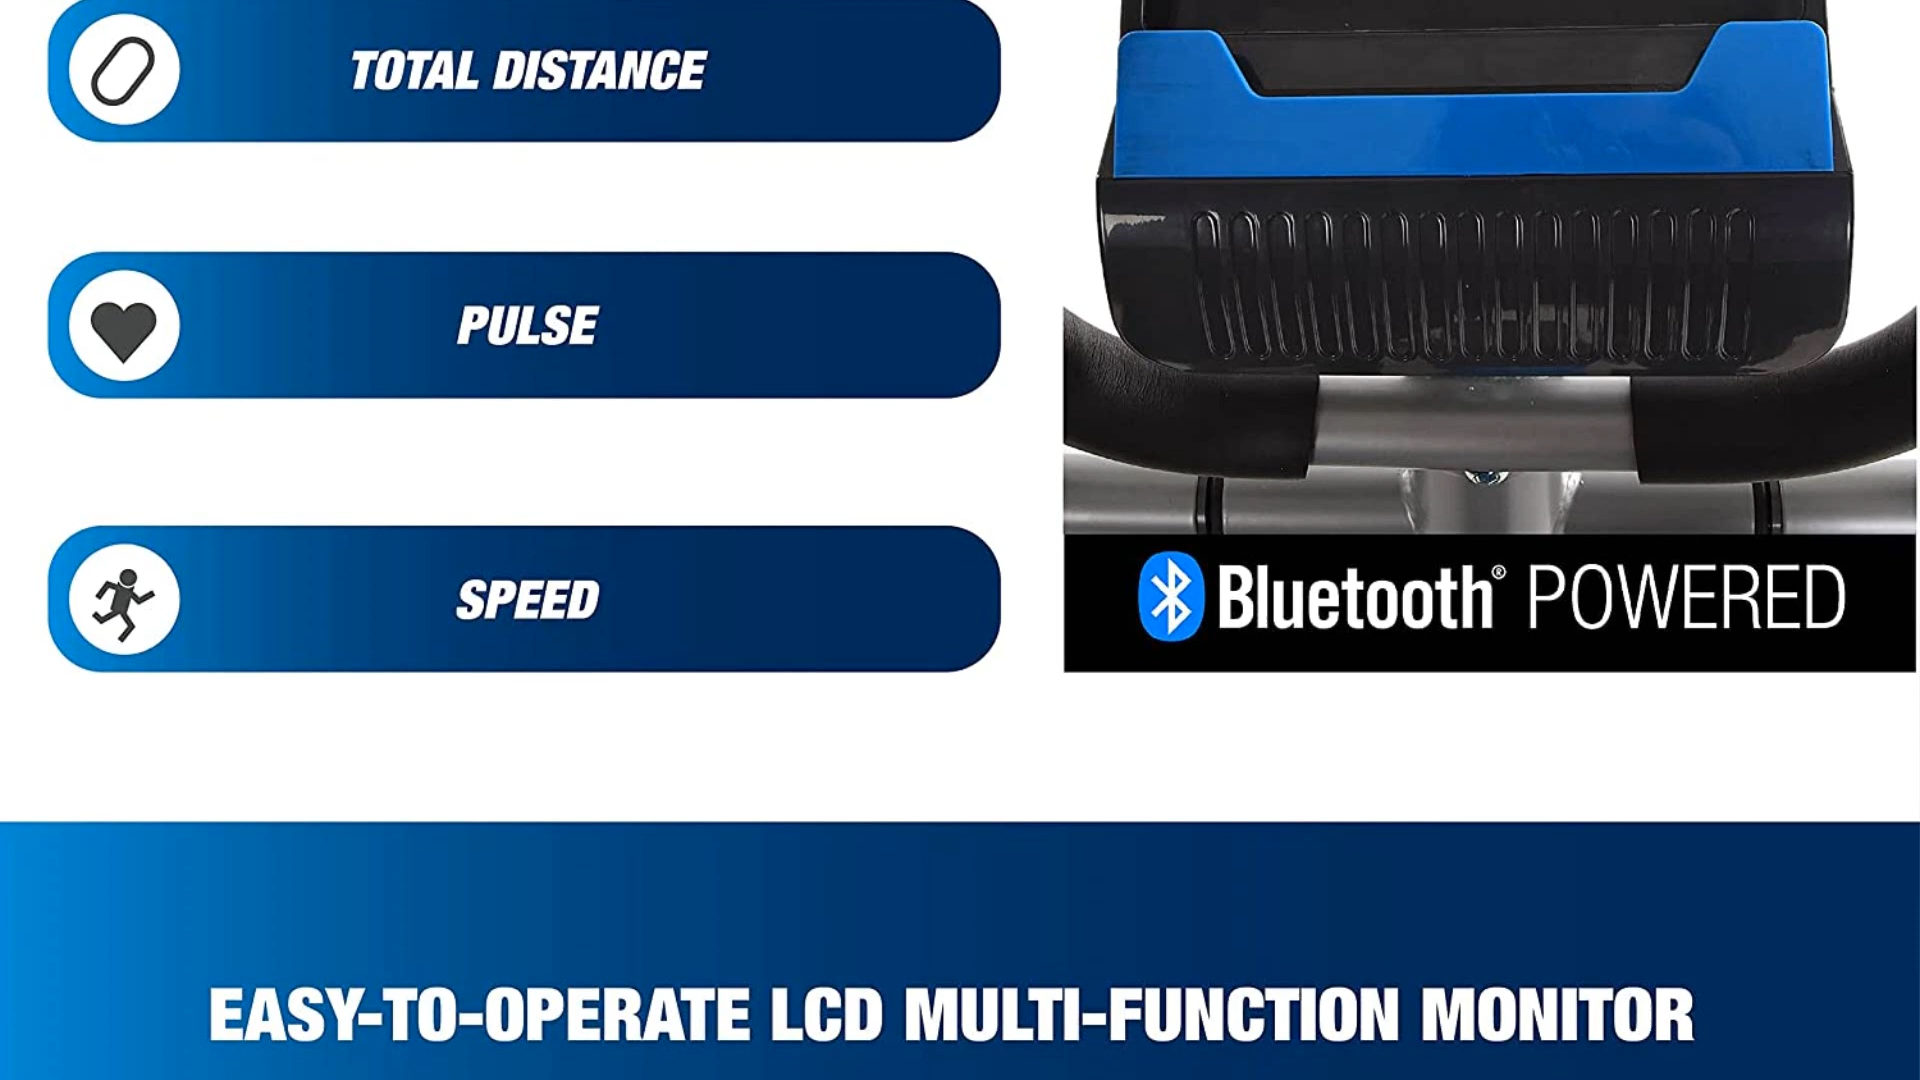 TOTAL DISTANCE
PULSE
SPEED
Bluetooth® POWERED
EASY-TO-OPERATE LCD MULTI-FUNCTION MONITOR